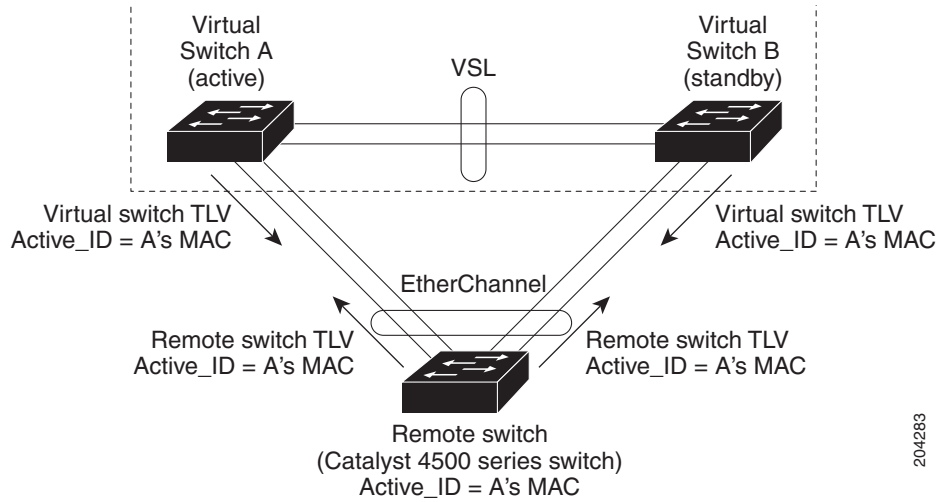 Virtual
Switch A
(active)
VSL
Virtual
Switch B
(standby)
Virtual switch TLV
Active_ID = A's MAC
Virtual switch TLV
Active_ID = A's MAC
EtherChannel
Remote switch TLV
Active_ID = A's MAC
Remote switch TLV
Active_ID = A's MAC
Remote switch
(Catalyst 4500 series switch)
Active_ID = A's MAC
204283